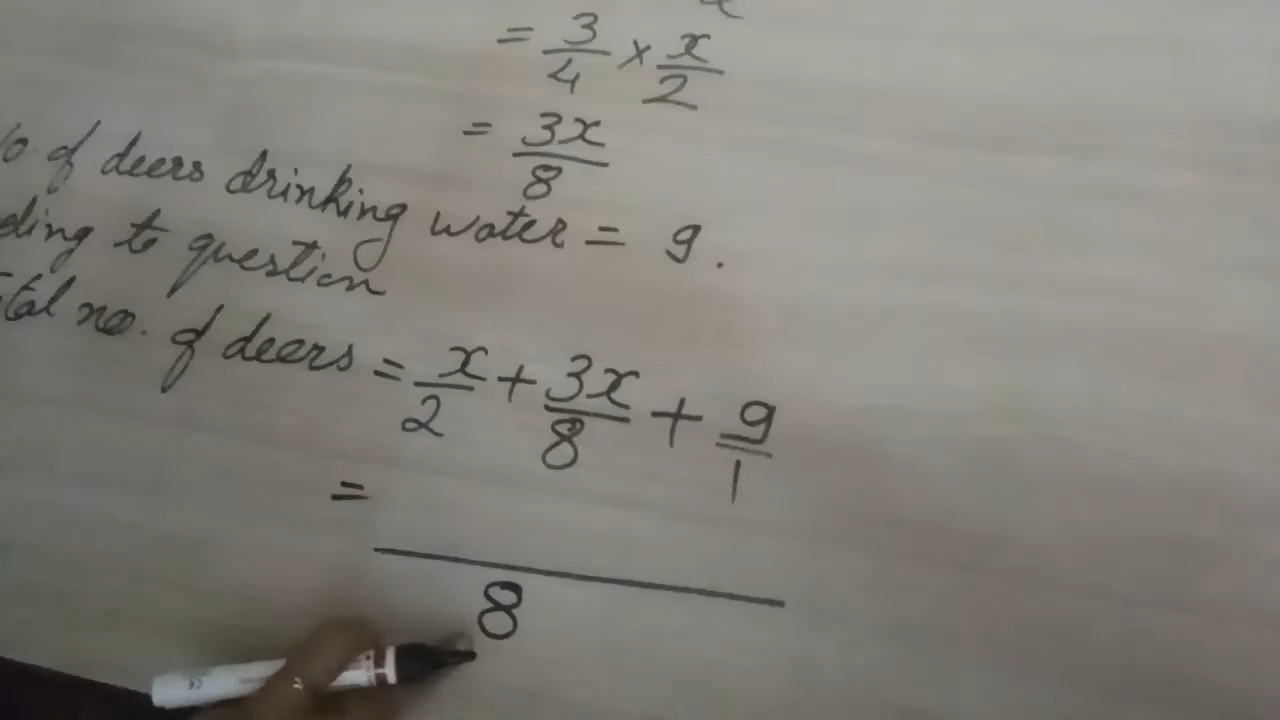 = 3/4 × x/2
= 3x/8
of deers drinking water = 9.
to question
no. of deers = x/2 + 3x/8 + 9/1
= /8